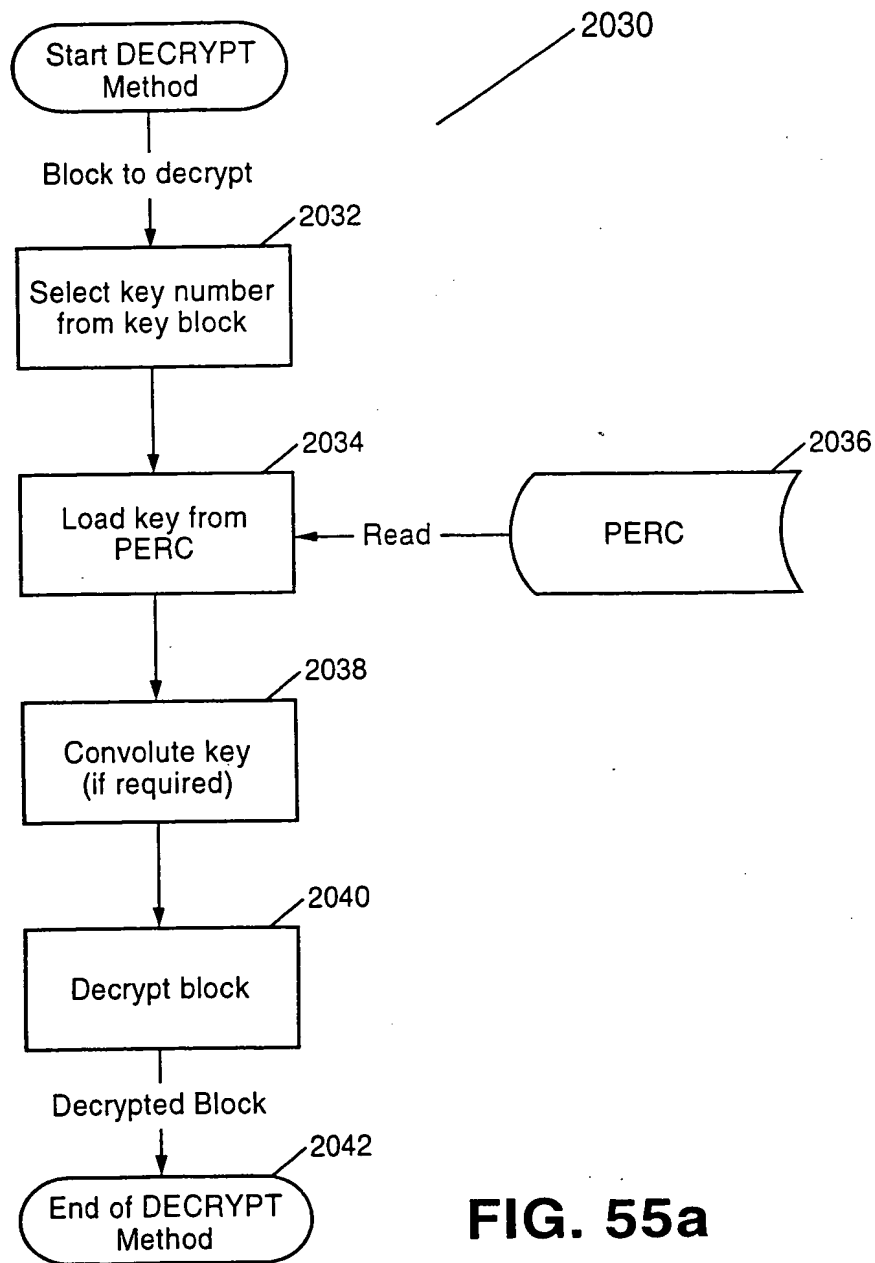 2030
Start DECRYPT
Method
Block to decrypt
2032
Select key number
from key block
2034
Load key from
PERC
Read
2036
PERC
2038
Convolute key
(if required)
2040
Decrypt block
Decrypted Block
2042
End of DECRYPT
Method
FIG. 55a